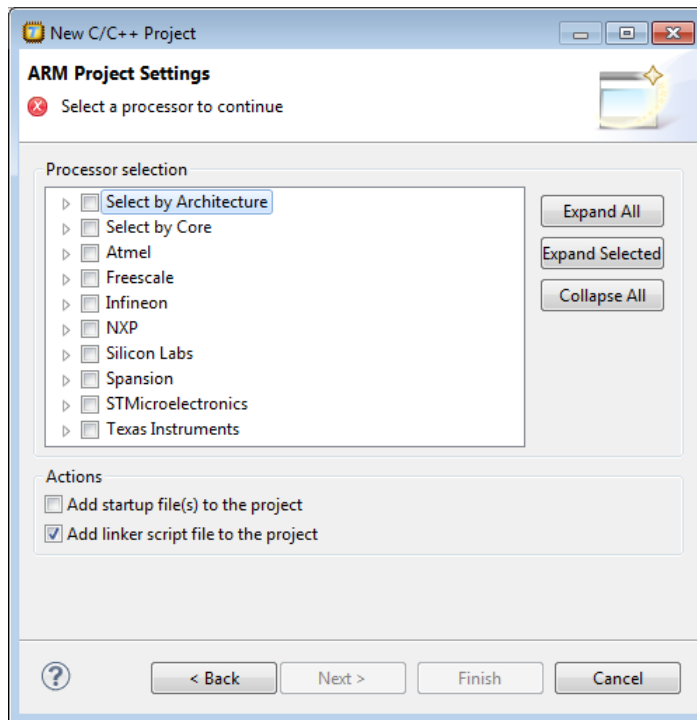 New C/C++ Project
ARM Project Settings
Select a processor to continue
Processor selection
Select by Architecture
Select by Core
Atmel
Freescale
Infineon
NXP
Silicon Labs
Spansion
STMicroelectronics
Texas Instruments
Expand All
Expand Selected
Collapse All
Actions
Add startup file(s) to the project
Add linker script file to the project
< Back
Next >
Finish
Cancel